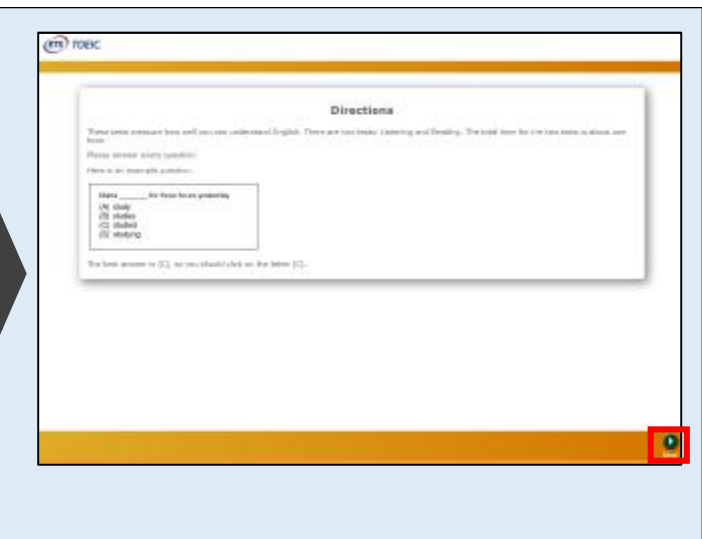 ETS TOEIC
Directions
These tests measure how well you can understand English. There are two tests: Listening and Reading. The total time for the two tests is about one
hour.
Please answer every question.
Here is an example question.
for three hours yesterday.
(A) study
(B) studies
(C) studied
(D) studying
The best answer is (C), so you should click on the letter (C).